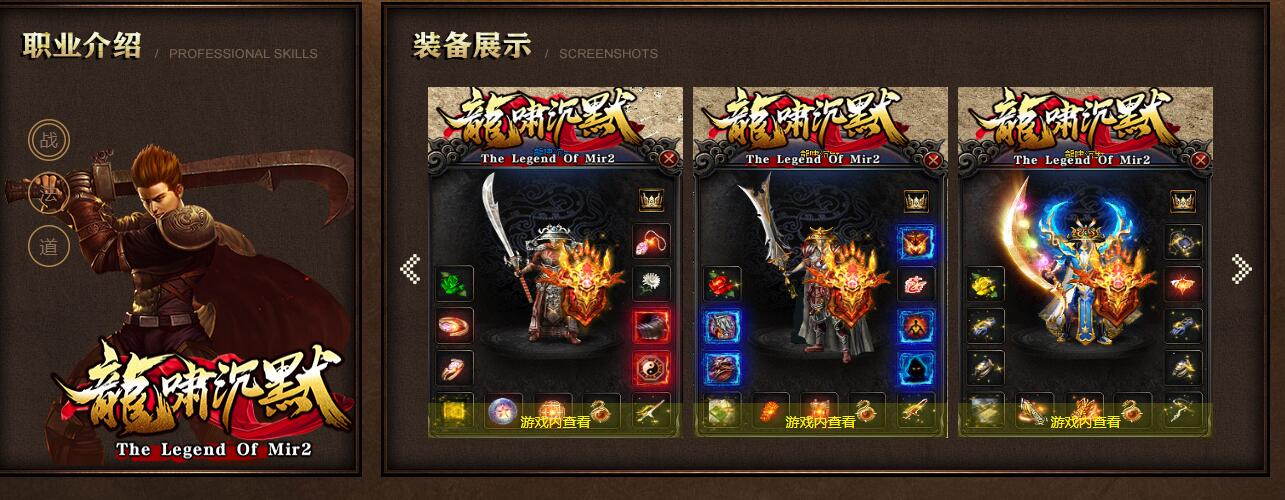 职业介绍 / PROFESSIONAL SKILLS
战
法
道
龍嘯沉默
The Legend Of Mir2
装备展示 / SCREENSHOTS
龍嘯沉默
The Legend Of Mir2
游戏内查看
龍嘯沉默
The Legend Of Mir2
游戏内查看
龍嘯沉默
The Legend Of Mir2
游戏内查看